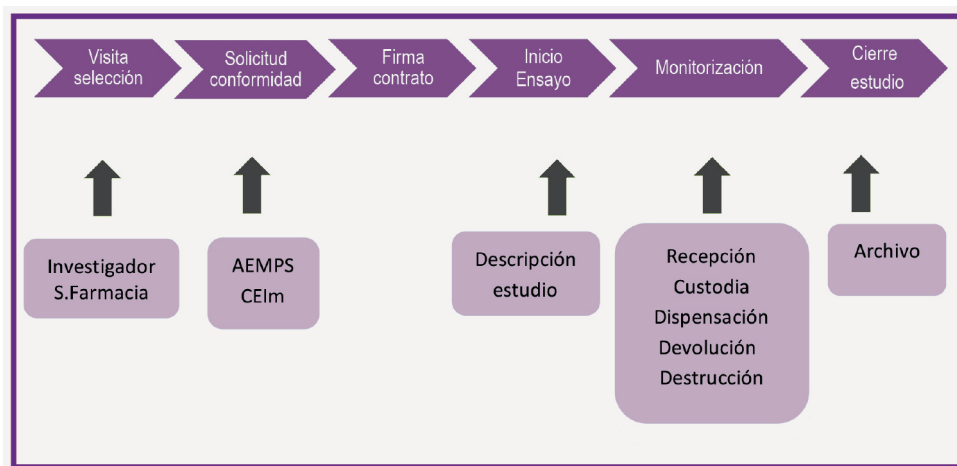 Visita
selección
Solicitud
conformidad
Firma
contrato
Inicio
Ensayo
Monitorización
Cierre
estudio
Investigador
S.Farmacia
AEMPS
CEIm
Descripción
estudio
Recepción
Custodia
Dispensación
Devolución
Destrucción
Archivo